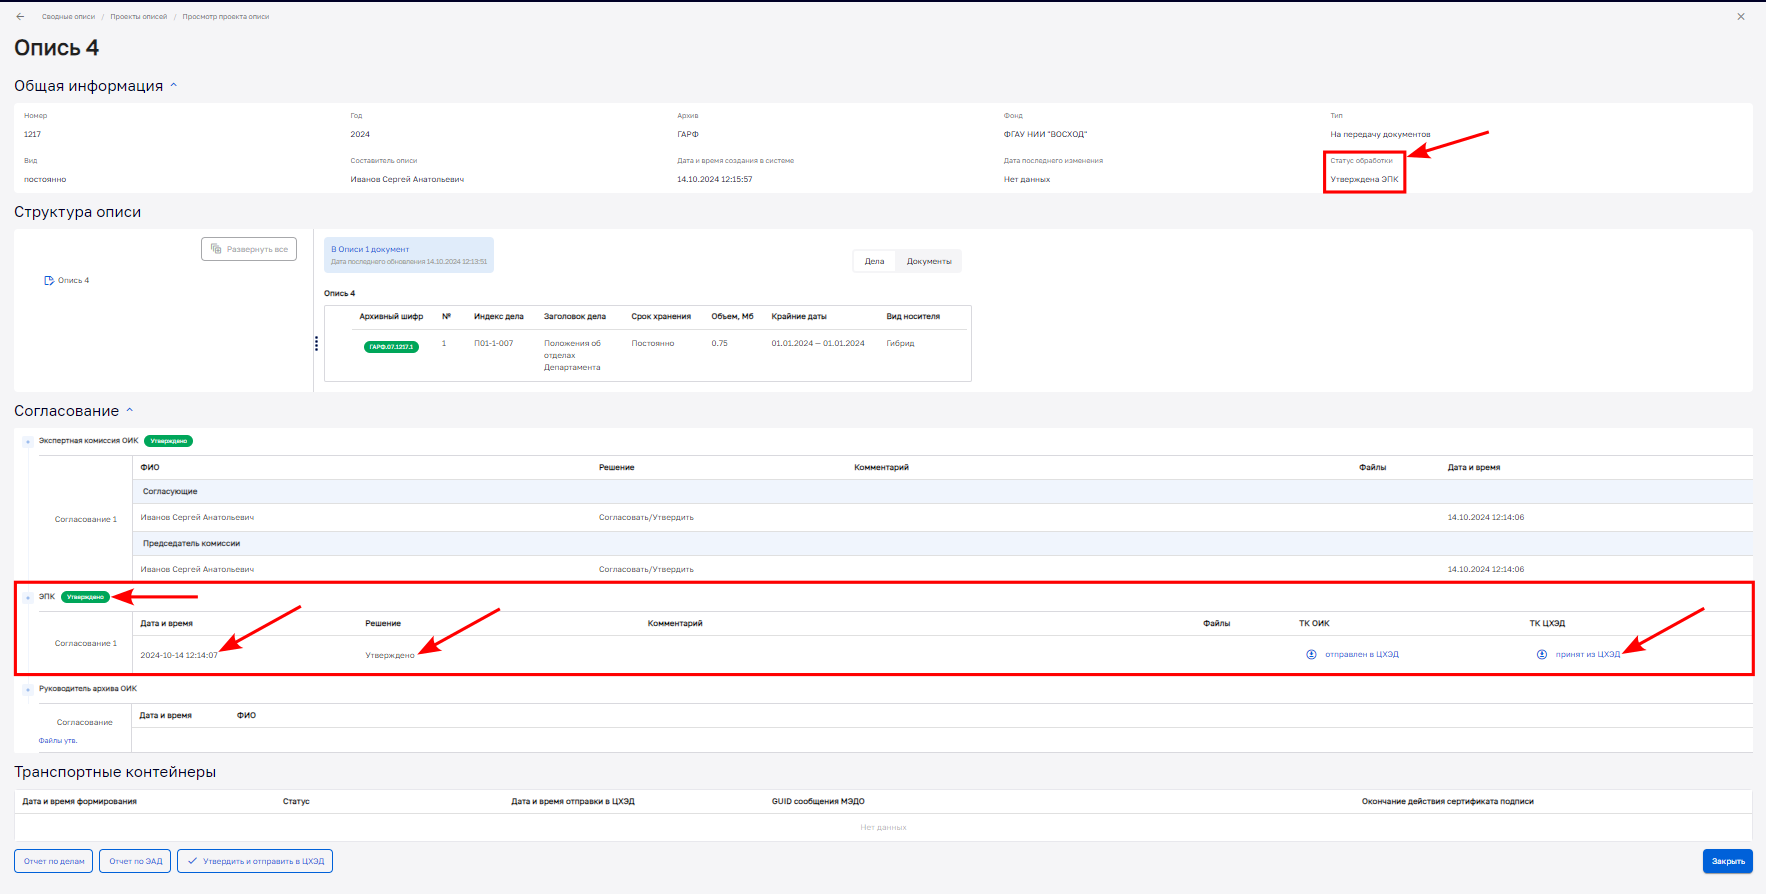 Сводные описи / Проекты описей / Просмотр проекта описи
Опись 4
Общая информация
Номер Год Архив Фонд Тип
1217 2024 ГАРФ ФГАУ НИИ "ВОСХОД" На передачу документов
Вид Составитель описи Дата и время создания в системе Дата последнего изменения Статус обработки
постоянно Иванов Сергей Анатольевич 14.10.2024 12:15:57 Нет данных Утверждена ЭПК
Структура описи
Развернуть все
Опись 4
В Описи 1 документ
Дата последнего обновления 14.10.2024 12:13:51
Дела Документы
Опись 4
Архивный шифр № Индекс дела Заголовок дела Срок хранения Объем, Мб Крайние даты Вид носителя
ГАРФ.07.1217.1 1 П01-1-007 Положения об Постоянно 0.75 01.01.2024 — 01.01.2024 Гибрид
отделах
Департамента
Согласование
Экспертная комиссия ОИК Утверждено
ФИО Решение Комментарий Файлы Дата и время
Согласующие
Согласование 1
Иванов Сергей Анатольевич Согласовать/Утвердить 14.10.2024 12:14:06
Председатель комиссии
Иванов Сергей Анатольевич Согласовать/Утвердить 14.10.2024 12:14:06
ЭПК Утверждено
Дата и время Решение Комментарий Файлы ТК ОИК ТК ЦХЭД
Согласование 1
2024-10-14 12:14:07 Утверждено отправлен в ЦХЭД принят из ЦХЭД
Руководитель архива ОИК
Дата и время ФИО
Согласование
Файлы утв.
Транспортные контейнеры
Дата и время формирования Статус Дата и время отправки в ЦХЭД GUID сообщения МЭДО Окончание действия сертификата подписи
Нет данных
Отчет по делам Отчет по ЭАД Утвердить и отправить в ЦХЭД Закрыть